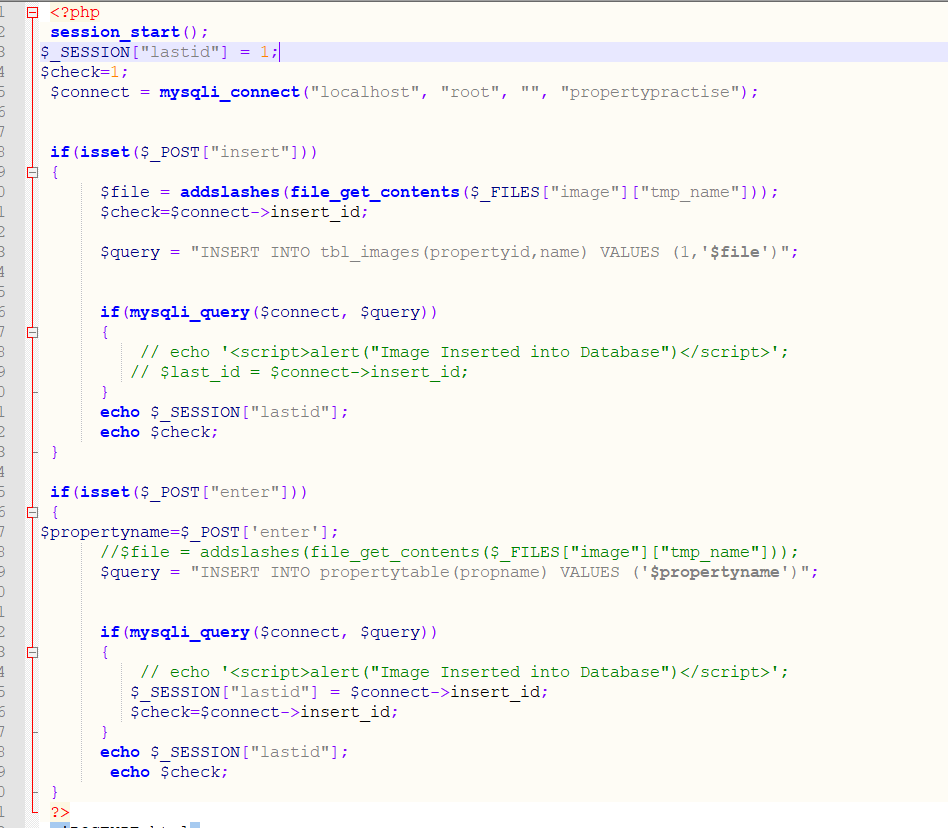 1 <?php
2 session_start();
3 $_SESSION["lastid"] = 1;
4 $check=1;
5 $connect = mysqli_connect("localhost", "root", "", "propertypractise");
6
7
8 if(isset($_POST["insert"]))
9 {
0 $file = addslashes(file_get_contents($_FILES["image"]["tmp_name"]));
1 $check=$connect->insert_id;
2
3 $query = "INSERT INTO tbl_images(propertyid,name) VALUES (1,'$file')";
4
5
6 if(mysqli_query($connect, $query))
7 {
8 // echo '<script>alert("Image Inserted into Database")</script>';
9 // $last_id = $connect->insert_id;
0 }
1 echo $_SESSION["lastid"];
2 echo $check;
3 }
4
5 if(isset($_POST["enter"]))
6 {
7 $propertyname=$_POST['enter'];
8 //$file = addslashes(file_get_contents($_FILES["image"]["tmp_name"]));
9 $query = "INSERT INTO propertytable(propname) VALUES ('$propertyname')";
0
1
2 if(mysqli_query($connect, $query))
3 {
4 // echo '<script>alert("Image Inserted into Database")</script>';
5 $_SESSION["lastid"] = $connect->insert_id;
6 $check=$connect->insert_id;
7 }
8 echo $_SESSION["lastid"];
9 echo $check;
0 }
1 ?>